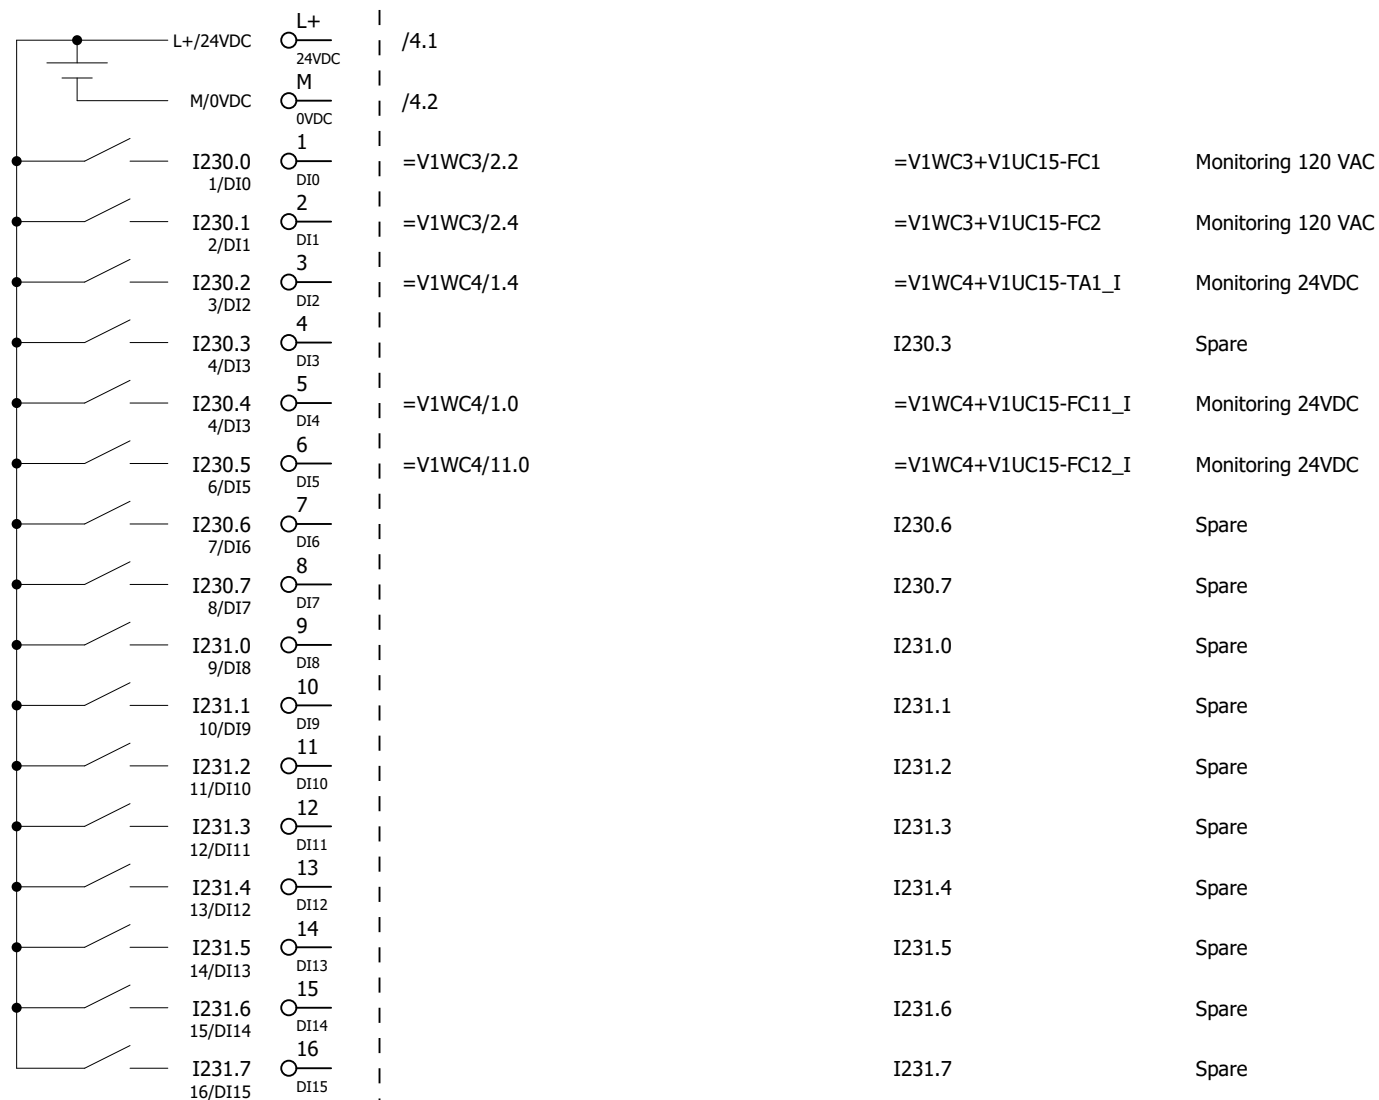 L+
L+/24VDC /4.1
24VDC
M
M/0VDC /4.2
0VDC
1
I230.0 =V1WC3/2.2 =V1WC3+V1UC15-FC1 Monitoring 120 VAC
1/DI0 DI0
2
I230.1 =V1WC3/2.4 =V1WC3+V1UC15-FC2 Monitoring 120 VAC
2/DI1 DI1
3
I230.2 =V1WC4/1.4 =V1WC4+V1UC15-TA1_I Monitoring 24VDC
3/DI2 DI2
4
I230.3 I230.3 Spare
4/DI3 DI3
5
I230.4 =V1WC4/1.0 =V1WC4+V1UC15-FC11_I Monitoring 24VDC
4/DI3 DI4
6
I230.5 =V1WC4/11.0 =V1WC4+V1UC15-FC12_I Monitoring 24VDC
6/DI5 DI5
7
I230.6 I230.6 Spare
7/DI6 DI6
8
I230.7 I230.7 Spare
8/DI7 DI7
9
I231.0 I231.0 Spare
9/DI8 DI8
10
I231.1 I231.1 Spare
10/DI9 DI9
11
I231.2 I231.2 Spare
11/DI10 DI10
12
I231.3 I231.3 Spare
12/DI11 DI11
13
I231.4 I231.4 Spare
13/DI12 DI12
14
I231.5 I231.5 Spare
14/DI13 DI13
15
I231.6 I231.6 Spare
15/DI14 DI14
16
I231.7 I231.7 Spare
16/DI15 DI15